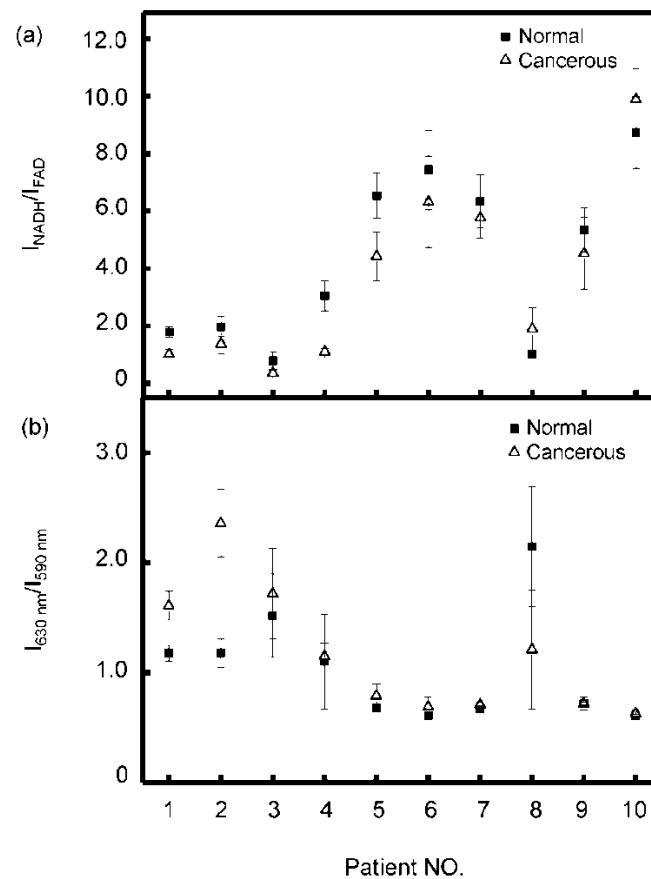 (a)
12.0
10.0
8.0
6.0
4.0
2.0
0
I_NADH/I_FAD
Normal
Cancerous
(b)
3.0
2.0
1.0
0
I_630 nm/I_590 nm
Normal
Cancerous
1 2 3 4 5 6 7 8 9 10
Patient NO.